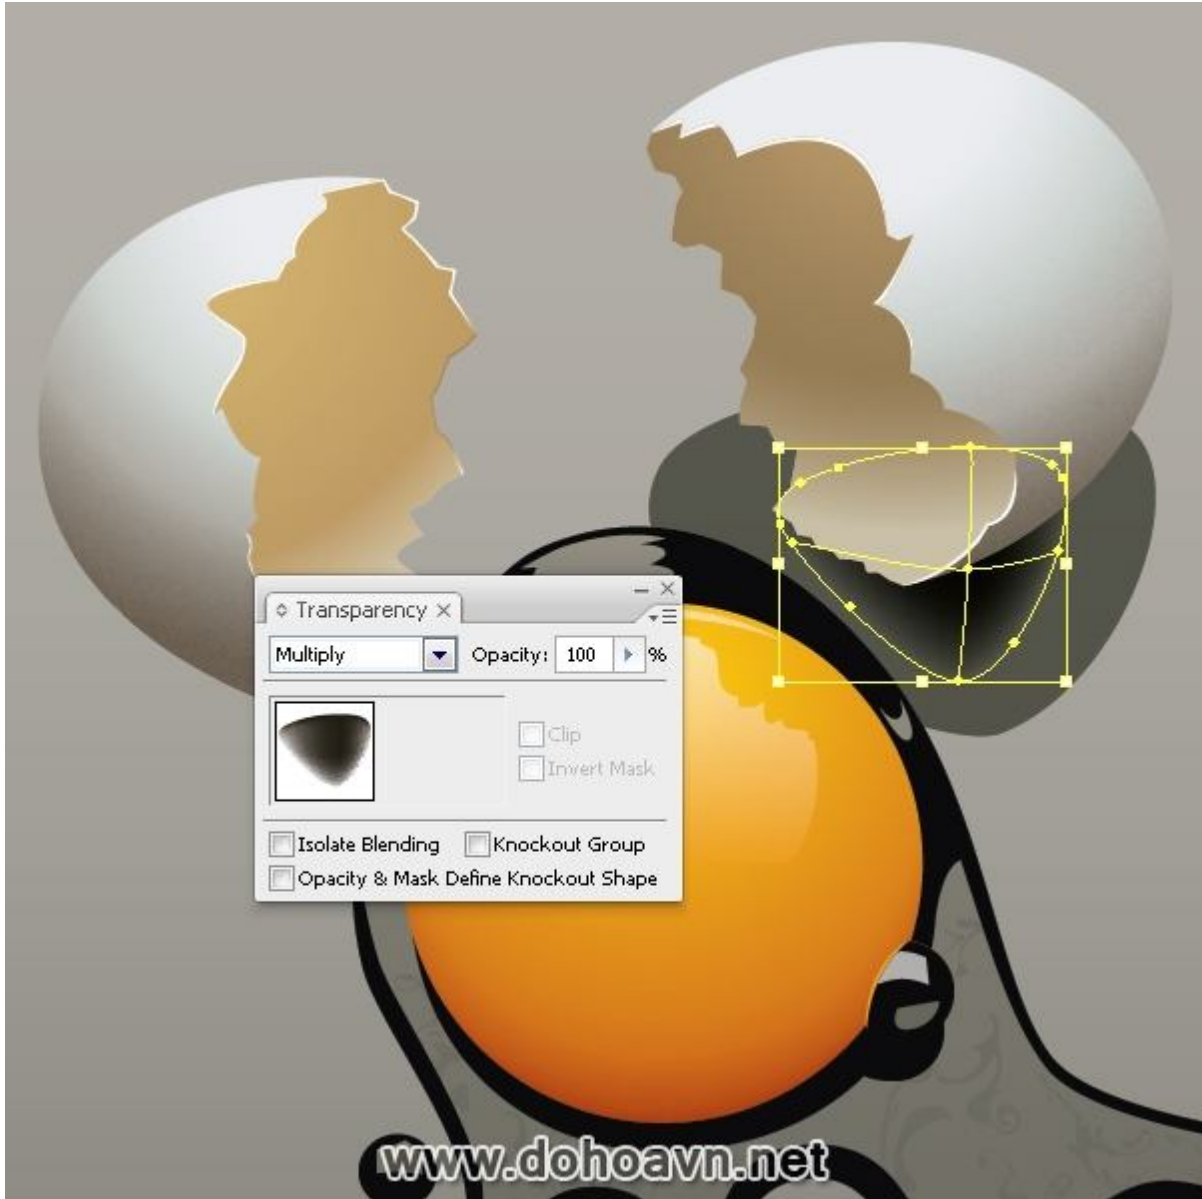 Transparency
Multiply Opacity: 100 %
Clip
Invert Mask
Isolate Blending Knockout Group
Opacity & Mask Define Knockout Shape
www.dohoavn.net